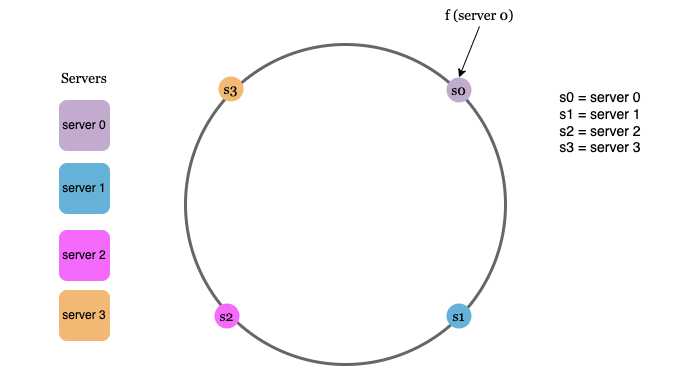 f (server 0)
Servers
server 0
server 1
server 2
server 3
s3
s0
s2
s1
s0 = server 0
s1 = server 1
s2 = server 2
s3 = server 3